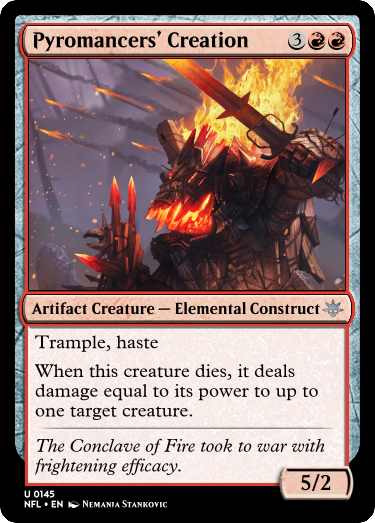 Pyromancers’ Creation 3
Artifact Creature — Elemental Construct
Trample, haste
When this creature dies, it deals
damage equal to its power to up to
one target creature.
The Conclave of Fire took to war with
frightening efficacy.
5/2
U 0145
NFL • EN Nemania Stankovic